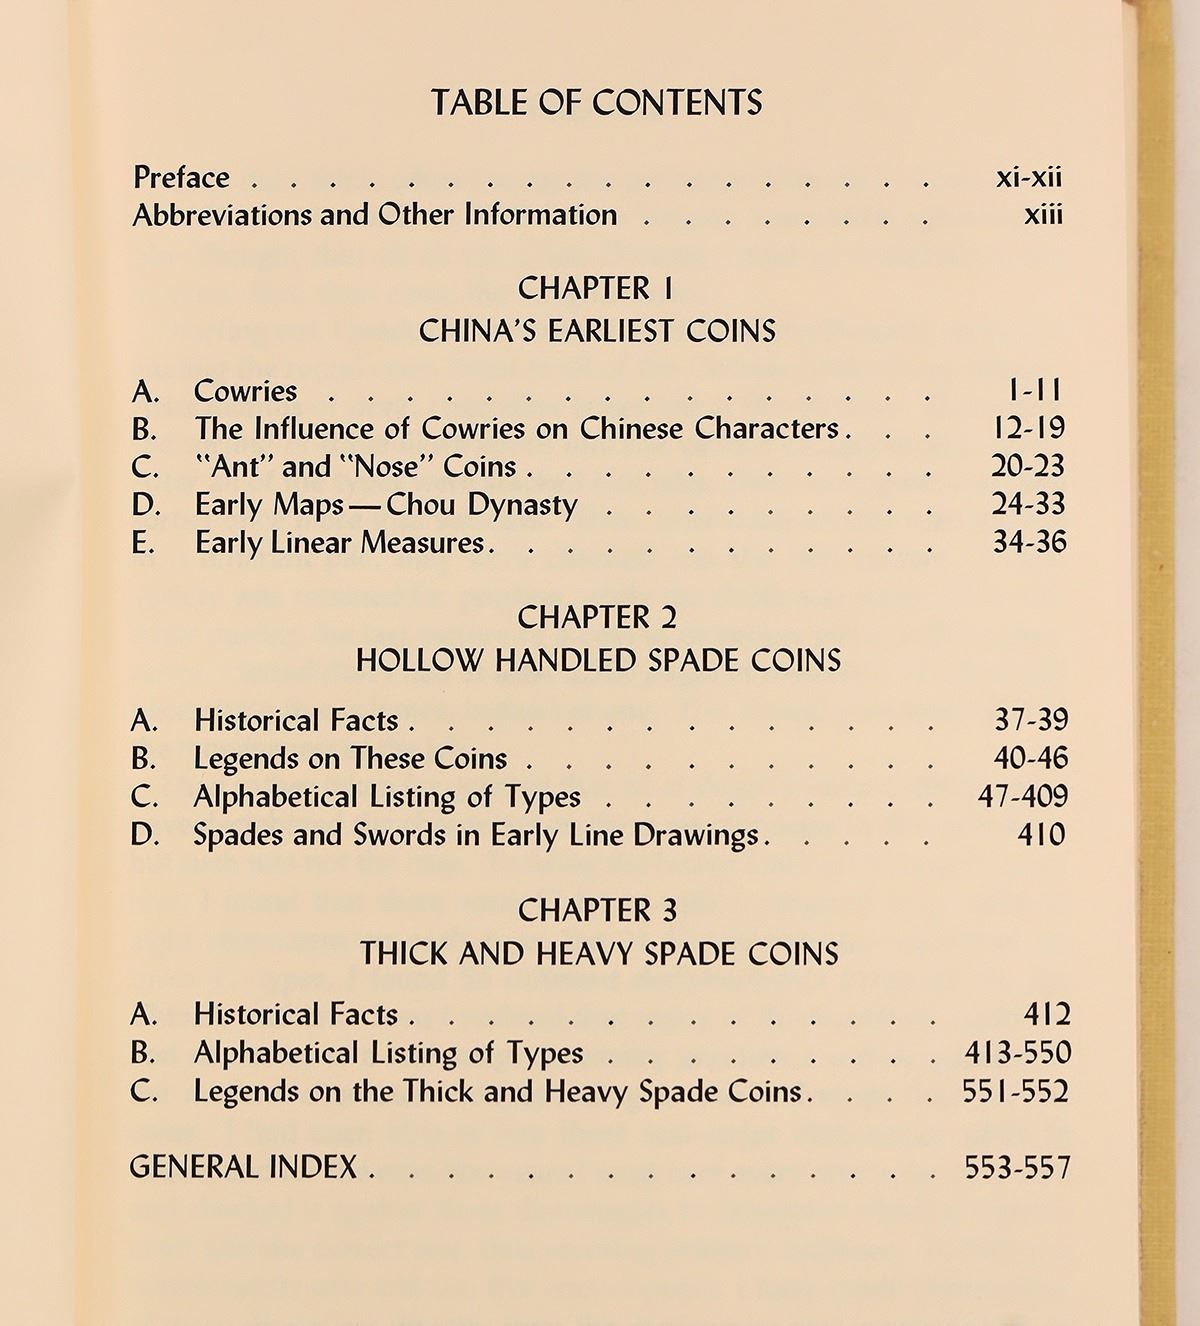 TABLE OF CONTENTS
Preface . . . . . . . . . . . . . . . . . . xi-xii
Abbreviations and Other Information . . . . . . . . xiii
CHAPTER 1
CHINA'S EARLIEST COINS
A. Cowries . . . . . . . . . . . . . . . . 1-11
B. The Influence of Cowries on Chinese Characters. . . 12-19
C. "Ant" and "Nose" Coins . . . . . . . . . . . 20-23
D. Early Maps—Chou Dynasty . . . . . . . . . 24-33
E. Early Linear Measures. . . . . . . . . . . . 34-36
CHAPTER 2
HOLLOW HANDLED SPADE COINS
A. Historical Facts . . . . . . . . . . . . . . 37-39
B. Legends on These Coins . . . . . . . . . . . 40-46
C. Alphabetical Listing of Types . . . . . . . . . 47-409
D. Spades and Swords in Early Line Drawings. . . . . 410
CHAPTER 3
THICK AND HEAVY SPADE COINS
A. Historical Facts . . . . . . . . . . . . . . 412
B. Alphabetical Listing of Types . . . . . . . . . 413-550
C. Legends on the Thick and Heavy Spade Coins. . . . 551-552
GENERAL INDEX . . . . . . . . . . . . . . . 553-557